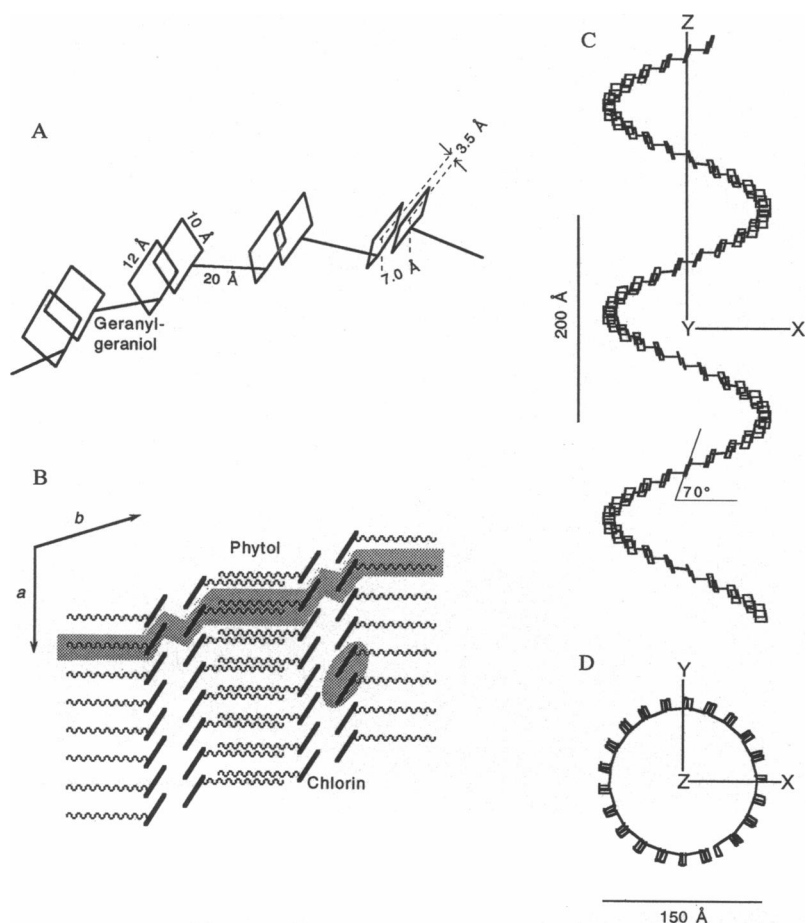 A
3.5 Å
10 Å
12 Å
20 Å
7.0 Å
Geranyl-
geraniol
B
b
a
Phytol
Chlorin
C
Z
200 Å
Y
X
70°
D
Y
Z
X
150 Å